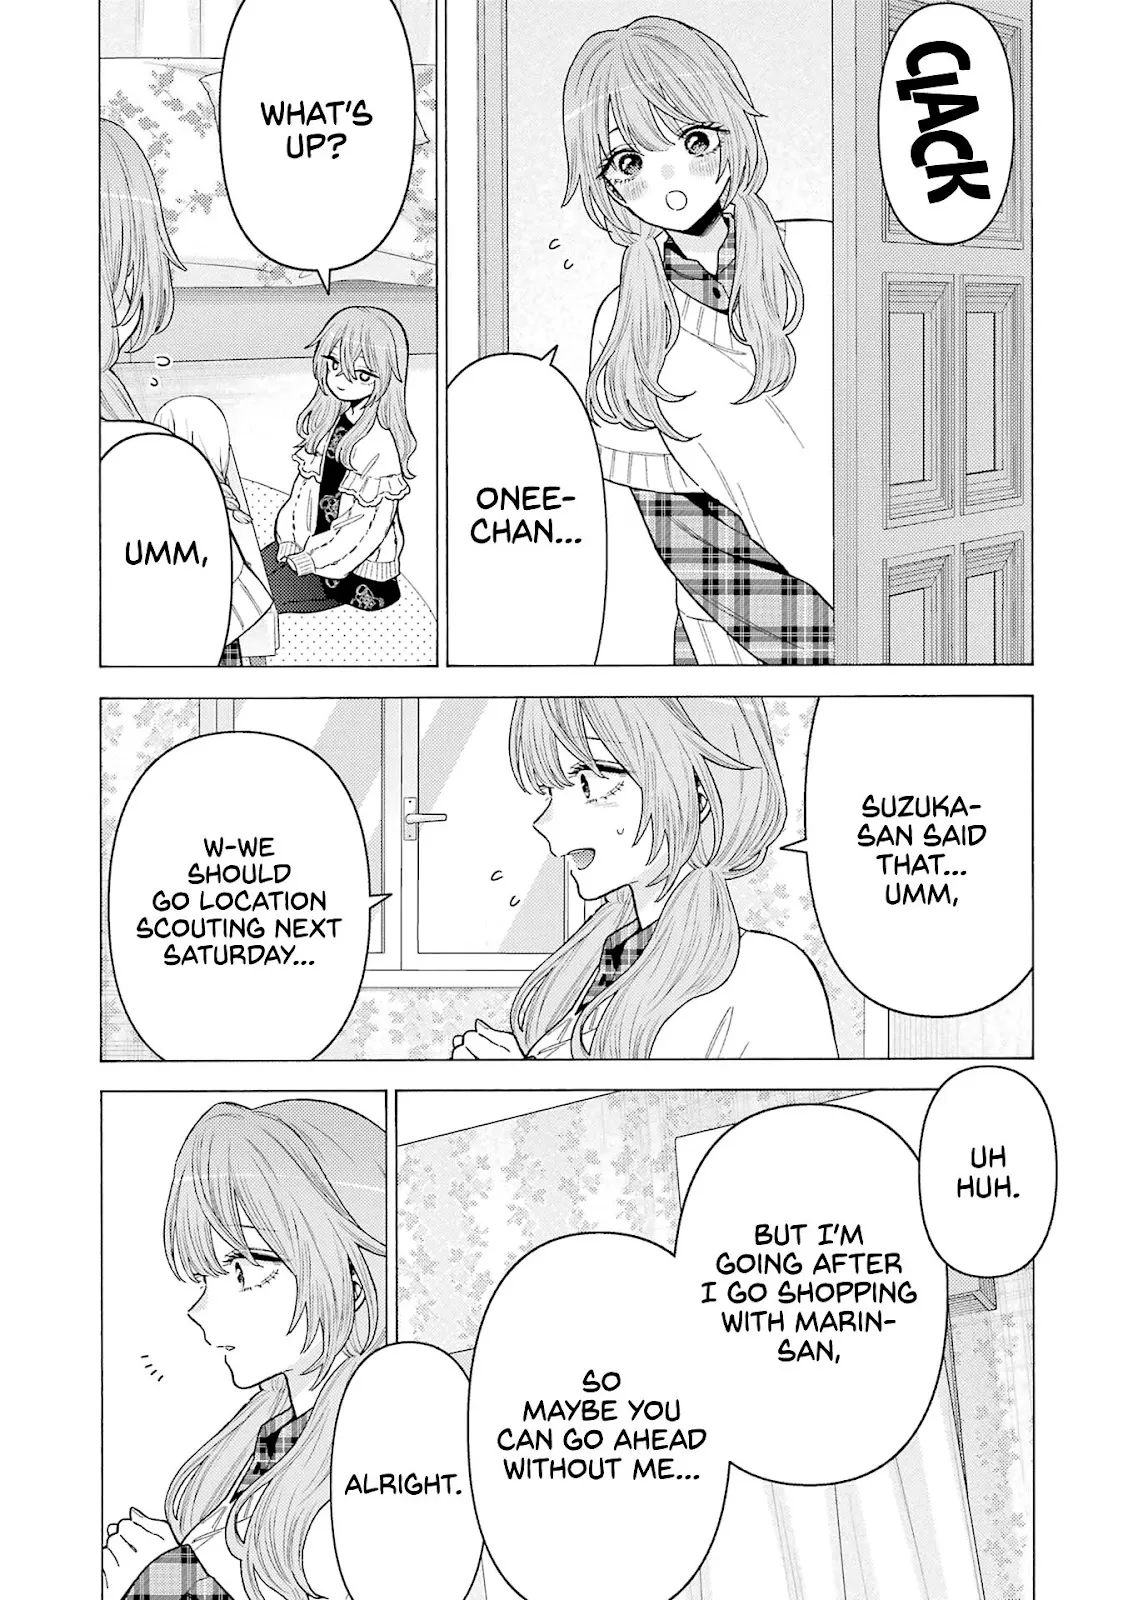 CLACK
ONEE-
CHAN...
WHAT'S
UP?
UMM,
SUZUKA-
SAN SAID
THAT...
UMM,
W-WE
SHOULD
GO LOCATION
SCOUTING NEXT
SATURDAY...
UH
HUH.
BUT I'M
GOING AFTER
I GO SHOPPING
WITH MARIN-
SAN,
SO
MAYBE YOU
CAN GO AHEAD
WITHOUT ME...
ALRIGHT.